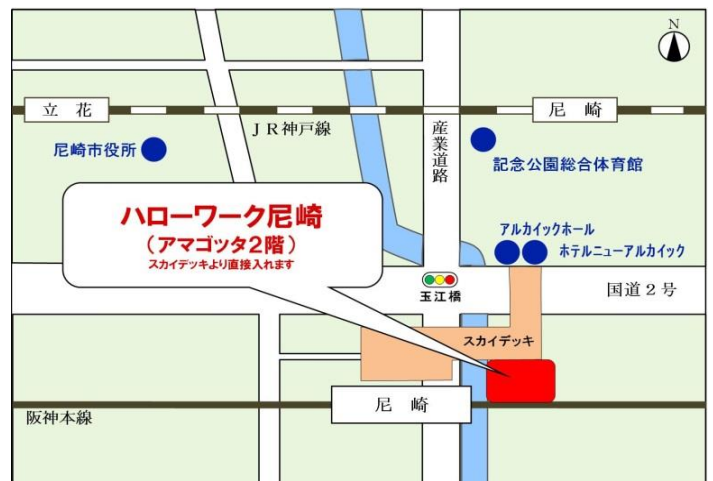 N
立花
尼崎
JR神戸線
尼崎市役所
産業道路
記念公園総合体育館
ハローワーク尼崎
（アマゴッタ2階）
スカイデッキより直接入れます
アルカイックホール
ホテルニューアルカイック
玉江橋
国道2号
スカイデッキ
尼崎
阪神本線